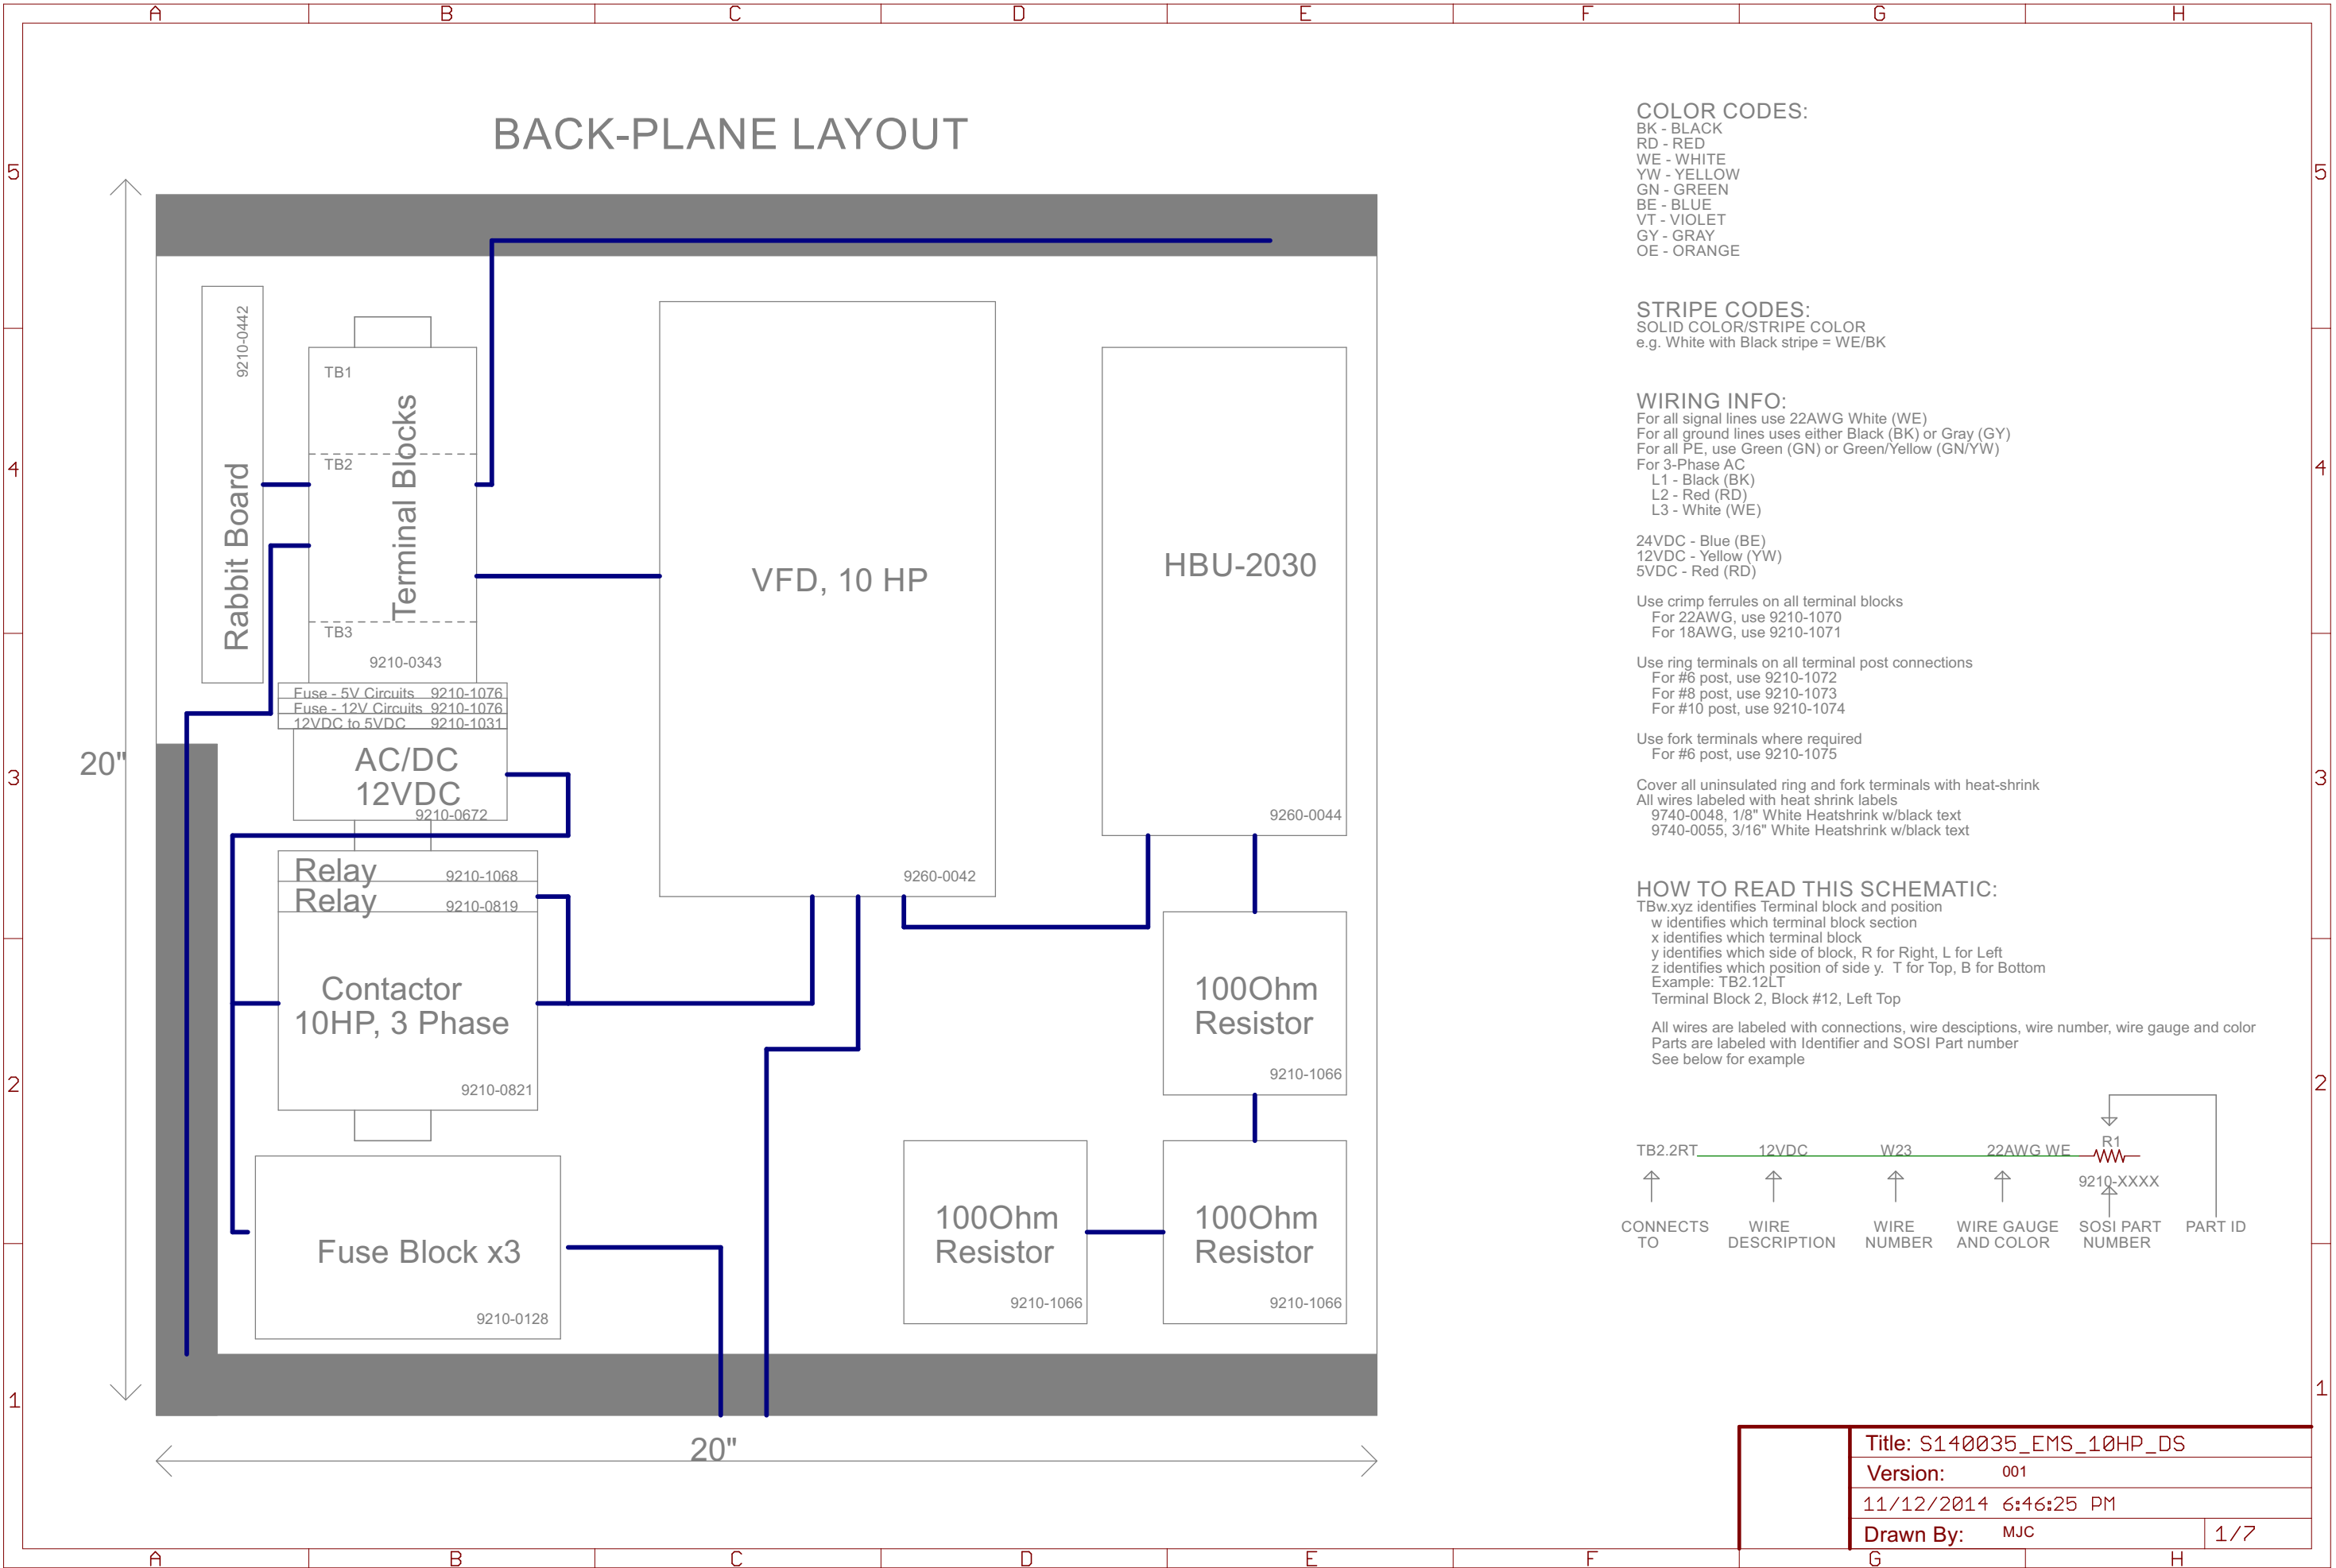 A B C D E F G H
BACK-PLANE LAYOUT
5
4
3
2
1
20"
20"
9210-0442
Rabbit Board
TB1
TB2
TB3
Terminal Blocks
9210-0343
Fuse - 5V Circuits 9210-1076
Fuse - 12V Circuits 9210-1076
12VDC to 5VDC 9210-1031
AC/DC
12VDC
9210-0672
Relay 9210-1068
Relay 9210-0819
Contactor
10HP, 3 Phase
9210-0821
Fuse Block x3
9210-0128
VFD, 10 HP
9260-0042
HBU-2030
9260-0044
100Ohm
Resistor
9210-1066
100Ohm
Resistor
9210-1066
100Ohm
Resistor
9210-1066
COLOR CODES:
BK - BLACK
RD - RED
WE - WHITE
YW - YELLOW
GN - GREEN
BE - BLUE
VT - VIOLET
GY - GRAY
OE - ORANGE
STRIPE CODES:
SOLID COLOR/STRIPE COLOR
e.g. White with Black stripe = WE/BK
WIRING INFO:
For all signal lines use 22AWG White (WE)
For all ground lines uses either Black (BK) or Gray (GY)
For all PE, use Green (GN) or Green/Yellow (GN/YW)
For 3-Phase AC
L1 - Black (BK)
L2 - Red (RD)
L3 - White (WE)
24VDC - Blue (BE)
12VDC - Yellow (YW)
5VDC - Red (RD)
Use crimp ferrules on all terminal blocks
For 22AWG, use 9210-1070
For 18AWG, use 9210-1071
Use ring terminals on all terminal post connections
For #6 post, use 9210-1072
For #8 post, use 9210-1073
For #10 post, use 9210-1074
Use fork terminals where required
For #6 post, use 9210-1075
Cover all uninsulated ring and fork terminals with heat-shrink
All wires labeled with heat shrink labels
9740-0048, 1/8" White Heatshrink w/black text
9740-0055, 3/16" White Heatshrink w/black text
HOW TO READ THIS SCHEMATIC:
TBw.xyz identifies Terminal block and position
w identifies which terminal block section
x identifies which terminal block
y identifies which side of block, R for Right, L for Left
z identifies which position of side y. T for Top, B for Bottom
Example: TB2.12LT
Terminal Block 2, Block #12, Left Top
All wires are labeled with connections, wire desciptions, wire number, wire gauge and color
Parts are labeled with Identifier and SOSI Part number
See below for example
TB2.2RT 12VDC W23 22AWG WE R1
9210-XXXX
CONNECTS
TO
WIRE
DESCRIPTION
WIRE
NUMBER
WIRE GAUGE
AND COLOR
SOSI PART
NUMBER
PART ID
5
4
3
2
1
Title: S140035_EMS_10HP_DS
Version: 001
11/12/2014 6:46:25 PM
Drawn By: MJC 1/7
A B C D E F G H